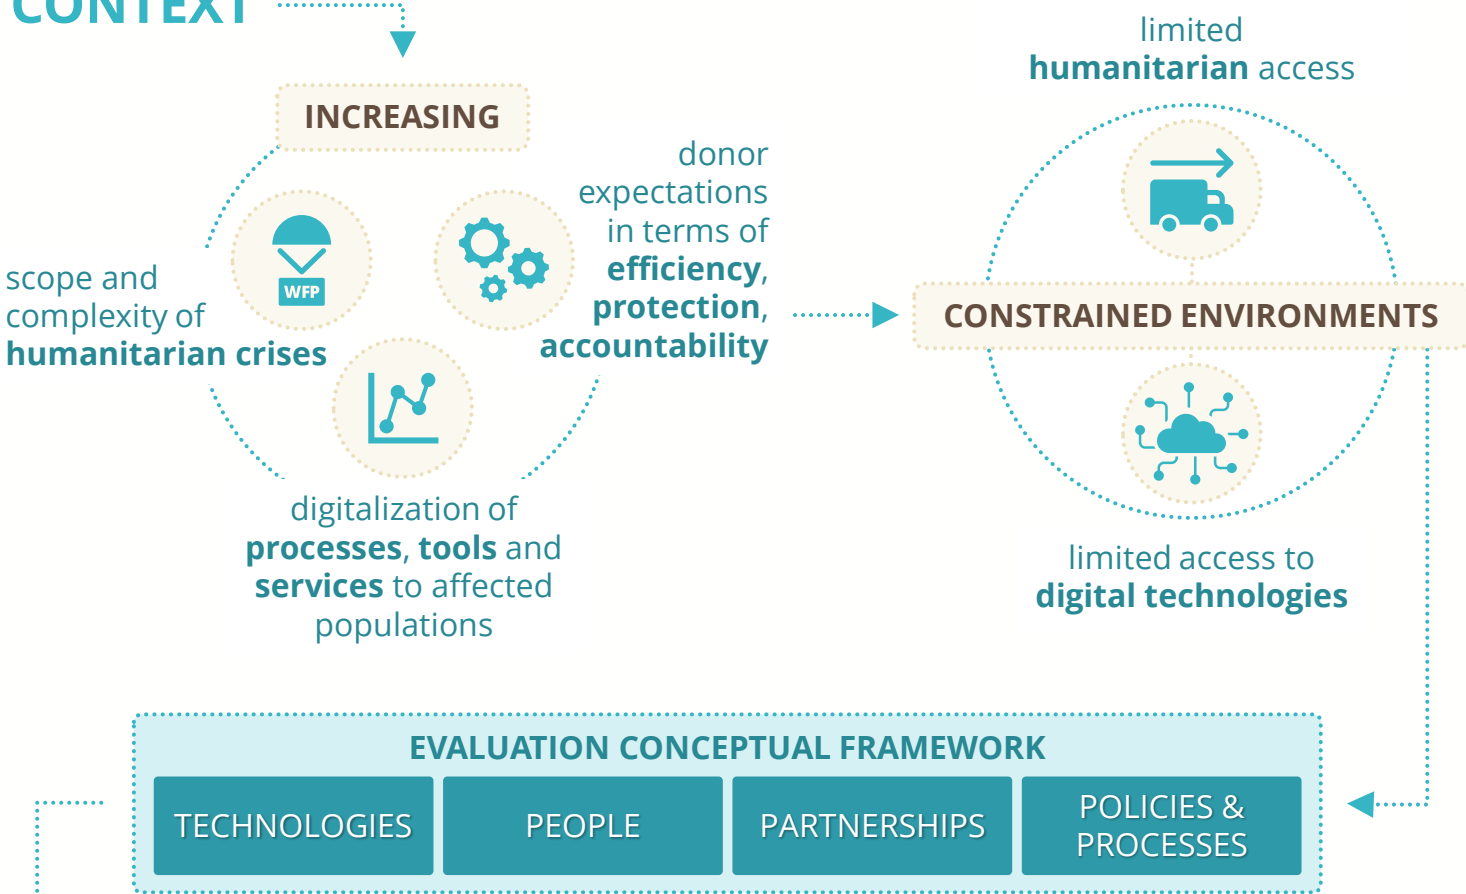 CONTEXT
INCREASING
scope and
complexity of
humanitarian crises
WFP
donor
expectations
in terms of
efficiency,
protection,
accountability
digitalization of
processes, tools and
services to affected
populations
limited
humanitarian access
CONSTRAINED ENVIRONMENTS
limited access to
digital technologies
EVALUATION CONCEPTUAL FRAMEWORK
TECHNOLOGIES
PEOPLE
PARTNERSHIPS
POLICIES &
PROCESSES